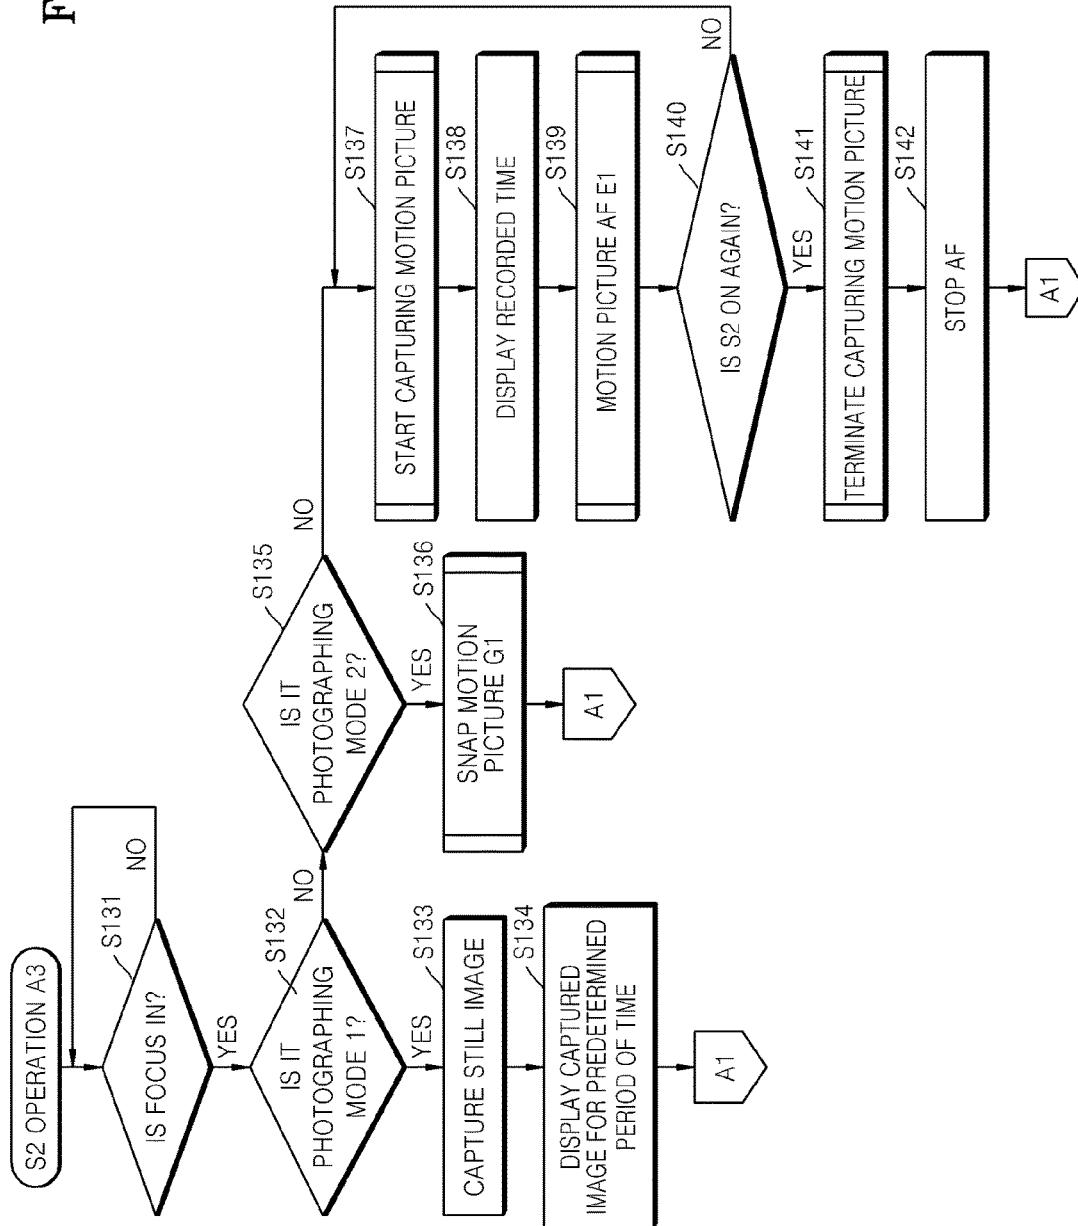 F
S2 OPERATION A3
S131
IS FOCUS IN?
NO
YES
S132
IS IT
PHOTOGRAPHING
MODE 1?
NO
YES
S133
CAPTURE STILL IMAGE
S134
DISPLAY CAPTURED
IMAGE FOR PREDETERMINED
PERIOD OF TIME
A1
S135
IS IT
PHOTOGRAPHING
MODE 2?
NO
YES
S136
SNAP MOTION
PICTURE G1
A1
S137
START CAPTURING MOTION PICTURE
S138
DISPLAY RECORDED TIME
S139
MOTION PICTURE AF E1
S140
IS S2 ON AGAIN?
NO
YES
S141
TERMINATE CAPTURING MOTION PICTURE
S142
STOP AF
A1